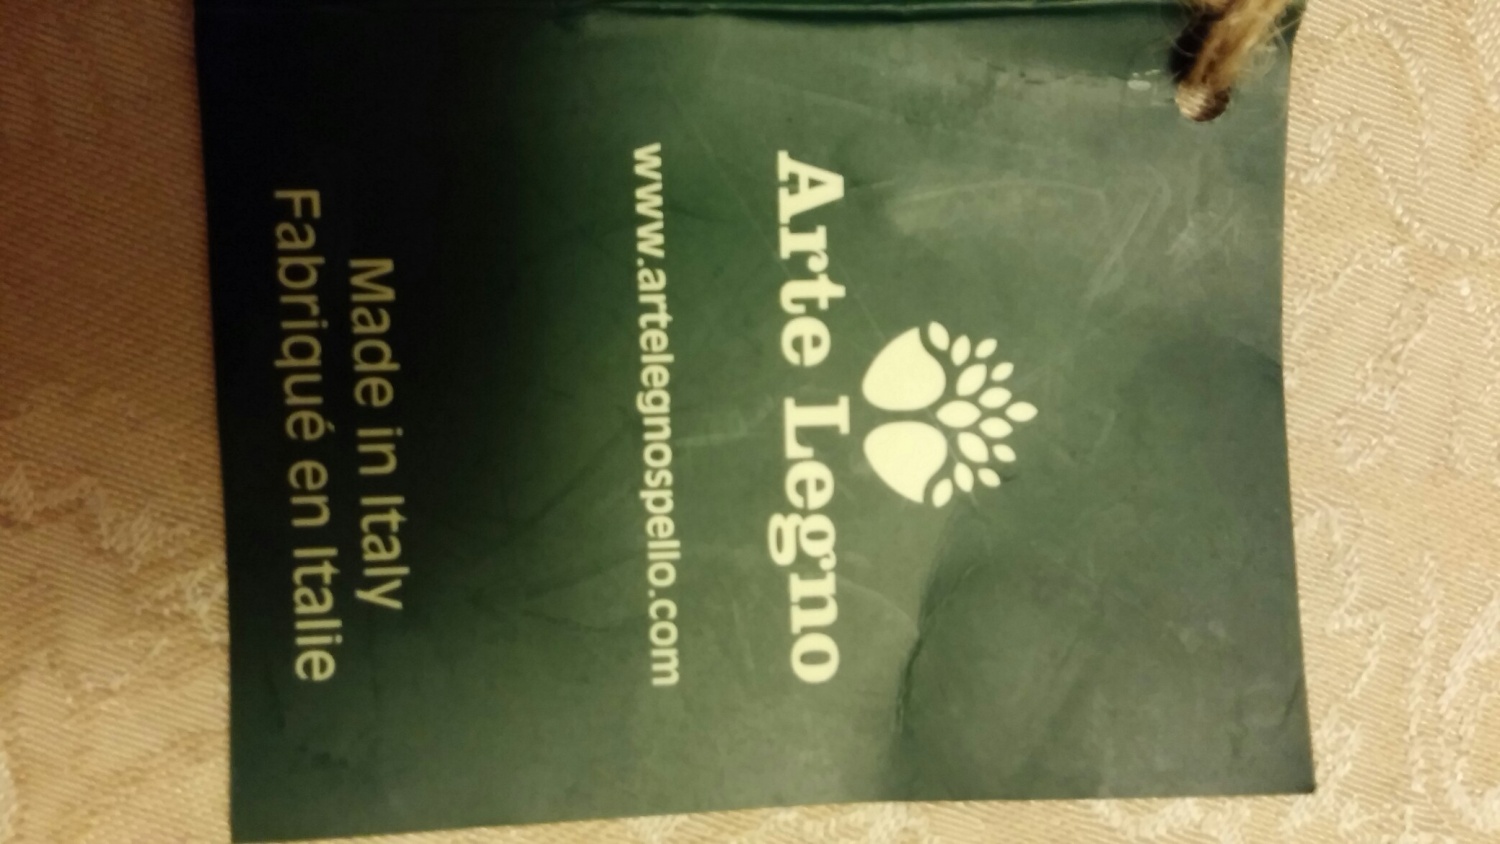 Arte Legno
www.artelegnospello.com
Made in Italy
Fabriqué en Italie